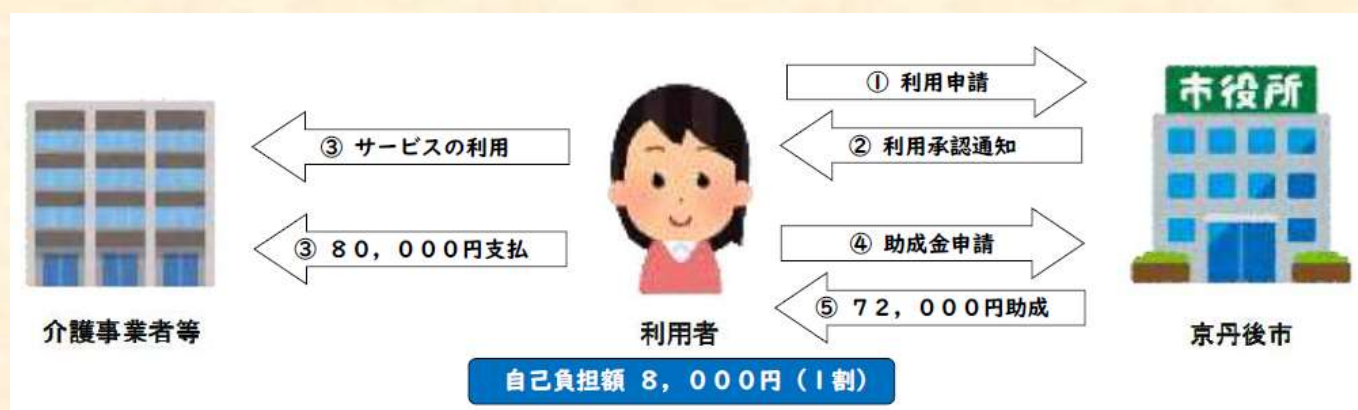 ① 利用申請
市役所
③ サービスの利用
② 利用承認通知
③ 80,000円支払
④ 助成金申請
⑤ 72,000円助成
介護事業者等
利用者
京丹後市
自己負担額 8,000円(1割)